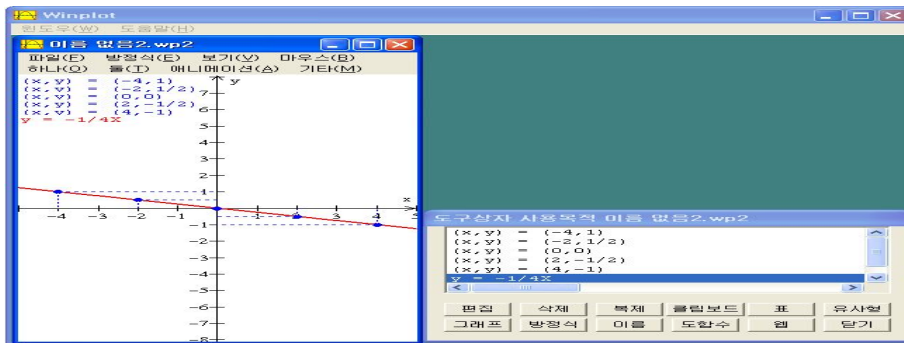 Winplot
윈도우(W) 도움말(H)
이름 없음2.wp2
파일(F) 방정식(E) 보기(V) 마우스(B)
하나(O) 둘(T) 애니메이션(A) 기타(M)
(x,y) = (-4,1)
(x,y) = (-2,1/2)
(x,y) = (0,0)
(x,y) = (2,-1/2)
(x,y) = (4,-1)
y = -1/4X
y
7
6
5
4
3
2
1
x
-4 -3 -2 -1 1 2 3 4 5
-1
-2
-3
-4
-5
-6
-7
-8
도구상자 사용목적 이름 없음2.wp2
(x,y) = (-4,1)
(x,y) = (-2,1/2)
(x,y) = (0,0)
(x,y) = (2,-1/2)
(x,y) = (4,-1)
y = -1/4X
편집 삭제 복제 클립보드 표 유사형
그래프 방정식 이름 도함수 웹 닫기